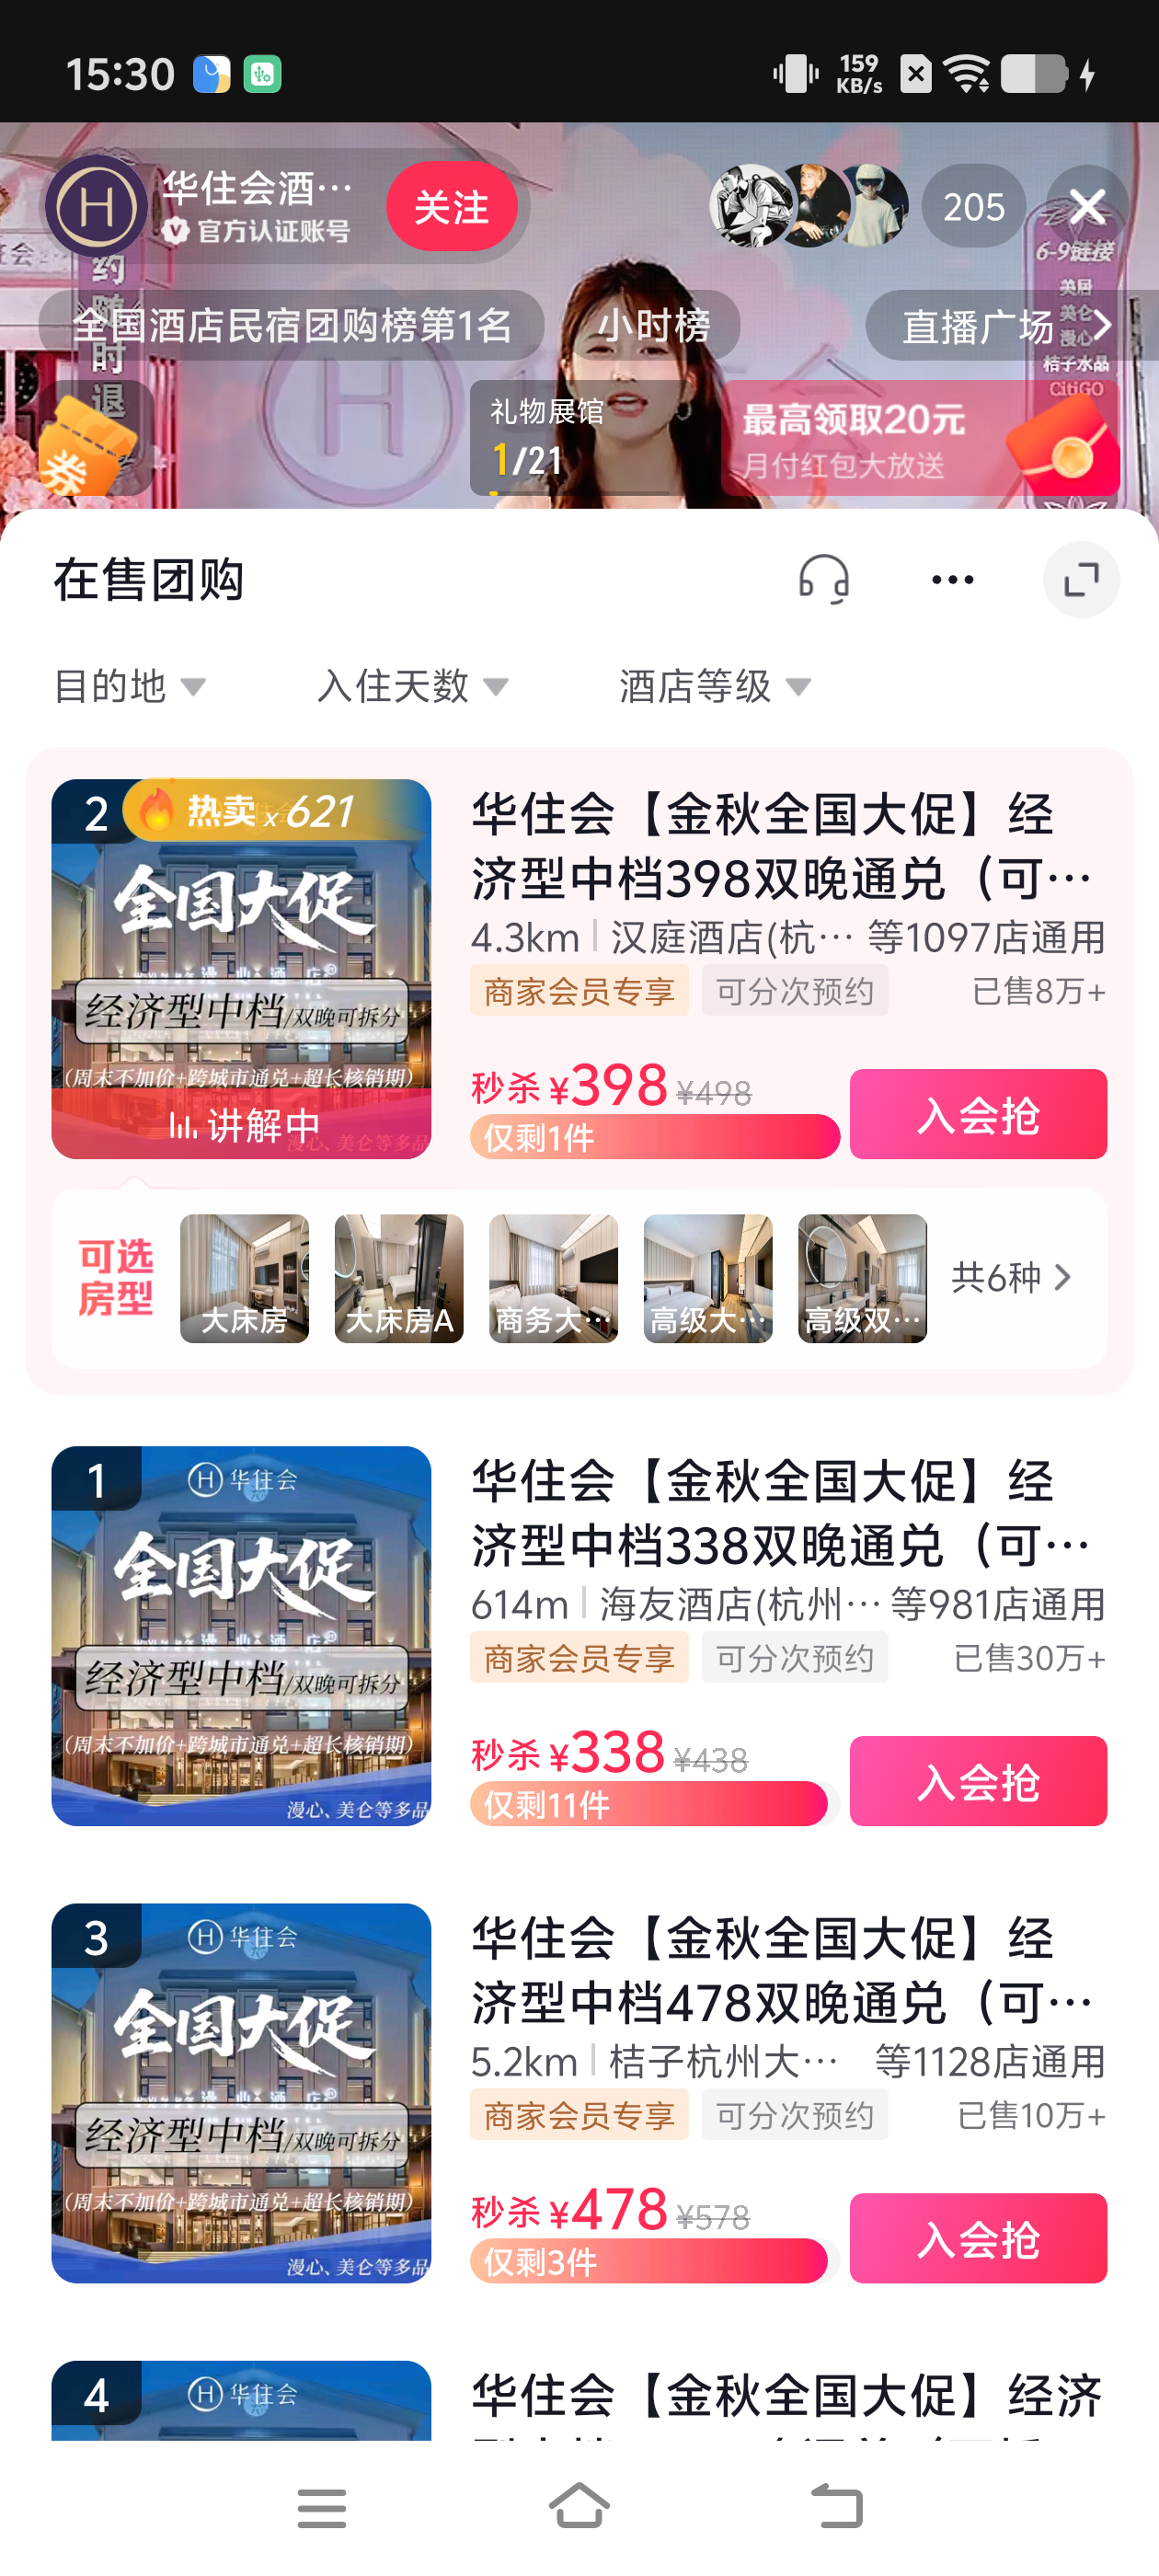 15:30
159
KB/s
华住会酒…
官方认证账号
关注
205
约随时退
6-9链接
美居
美仑
漫心
桔子水晶
CitiGO
全国酒店民宿团购榜第1名
小时榜
直播广场
券
礼物展馆
1/21
最高领取20元
月付红包大放送
在售团购
目的地
入住天数
酒店等级
2
热卖 x 621
全国大促
经济型中档/双晚可拆分
(周末不加价+跨城市通兑+超长核销期)
讲解中
漫心、美仑等多品
华住会【金秋全国大促】经
济型中档398双晚通兑（可…
4.3km 汉庭酒店(杭… 等1097店通用
商家会员专享 可分次预约 已售8万+
秒杀 ¥398 ¥498
仅剩1件
入会抢
可选
房型
大床房
大床房A
商务大…
高级大…
高级双…
共6种
1
H 华住会
全国大促
经济型中档/双晚可拆分
(周末不加价+跨城市通兑+超长核销期)
漫心、美仑等多品
华住会【金秋全国大促】经
济型中档338双晚通兑（可…
614m 海友酒店(杭州… 等981店通用
商家会员专享 可分次预约 已售30万+
秒杀 ¥338 ¥438
仅剩11件
入会抢
3
H 华住会
全国大促
经济型中档/双晚可拆分
(周末不加价+跨城市通兑+超长核销期)
漫心、美仑等多品
华住会【金秋全国大促】经
济型中档478双晚通兑（可…
5.2km 桔子杭州大… 等1128店通用
商家会员专享 可分次预约 已售10万+
秒杀 ¥478 ¥578
仅剩3件
入会抢
4
H 华住会
华住会【金秋全国大促】经济